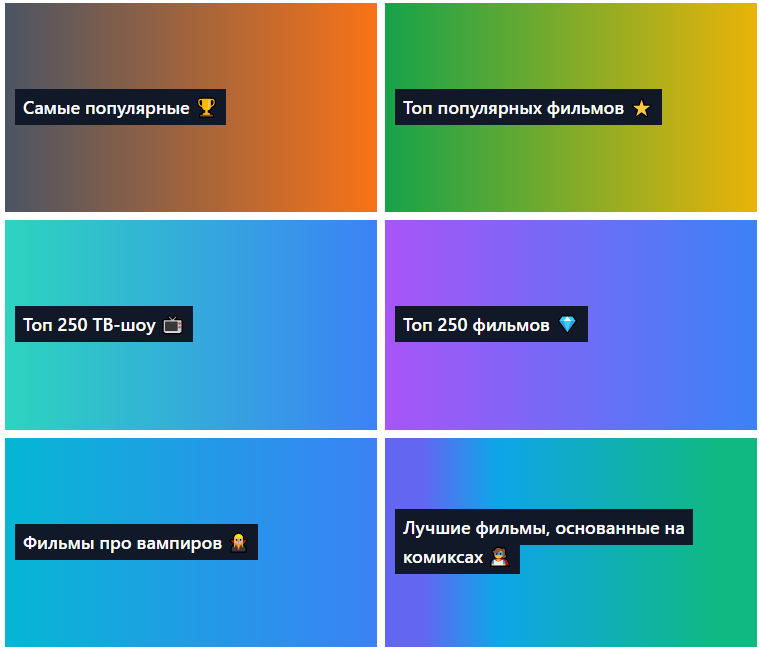 Самые популярные 🏆
Топ популярных фильмов ⭐
Топ 250 ТВ-шоу 📺
Топ 250 фильмов 💎
Фильмы про вампиров 🧛‍♀️
Лучшие фильмы, основанные на
комиксах 🦸